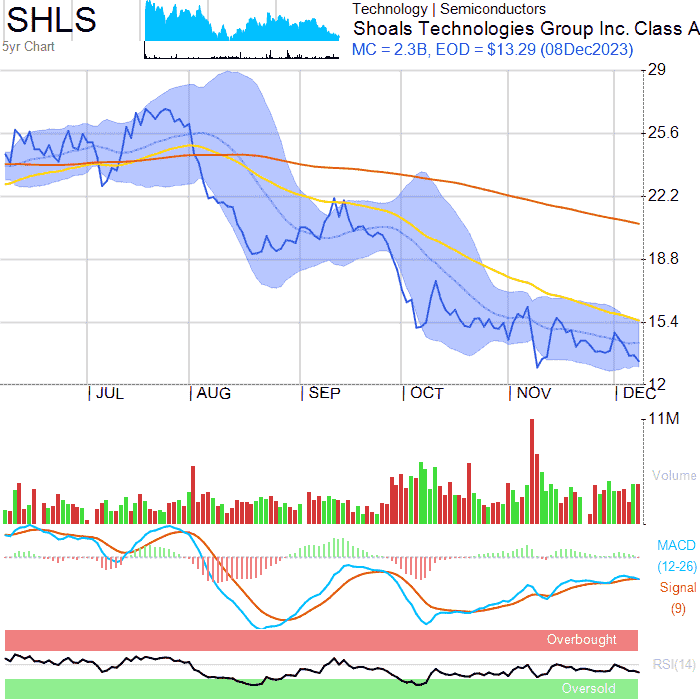 SHLS
5yr Chart
Technology | Semiconductors
Shoals Technologies Group Inc. Class A
MC = 2.3B, EOD = $13.29 (08Dec2023)
29
25.6
22.2
18.8
15.4
12
JUL AUG SEP OCT NOV DEC
11M
Volume
MACD
(12-26)
Signal
(9)
Overbought
RSI(14)
Oversold